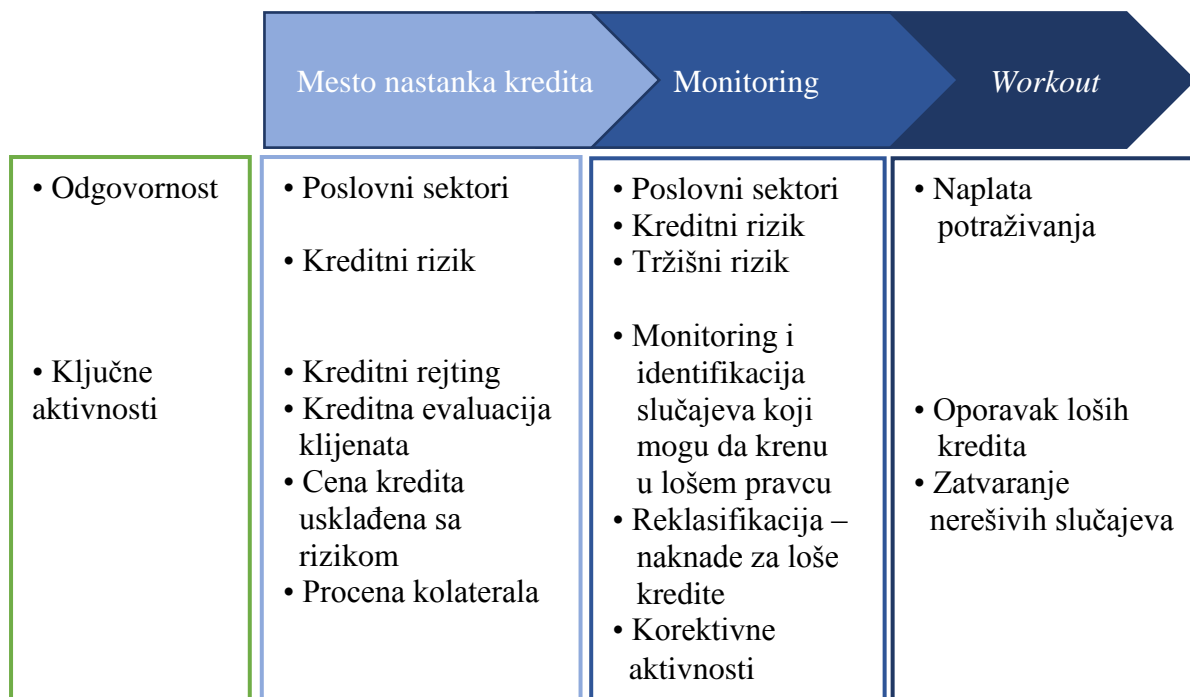 Mesto nastanka kredita
Monitoring
Workout
• Odgovornost
• Ključne
aktivnosti
• Poslovni sektori
• Kreditni rizik
• Kreditni rejting
• Kreditna evaluacija
klijenata
• Cena kredita
usklađena sa
rizikom
• Procena kolaterala
• Poslovni sektori
• Kreditni rizik
• Tržišni rizik
• Monitoring i
identifikacija
slučajeva koji
mogu da krenu
u lošem pravcu
• Reklasifikacija –
naknade za loše
kredite
• Korektivne
aktivnosti
• Naplata
potraživanja
• Oporavak loših
kredita
• Zatvaranje
nerešivih slučajeva